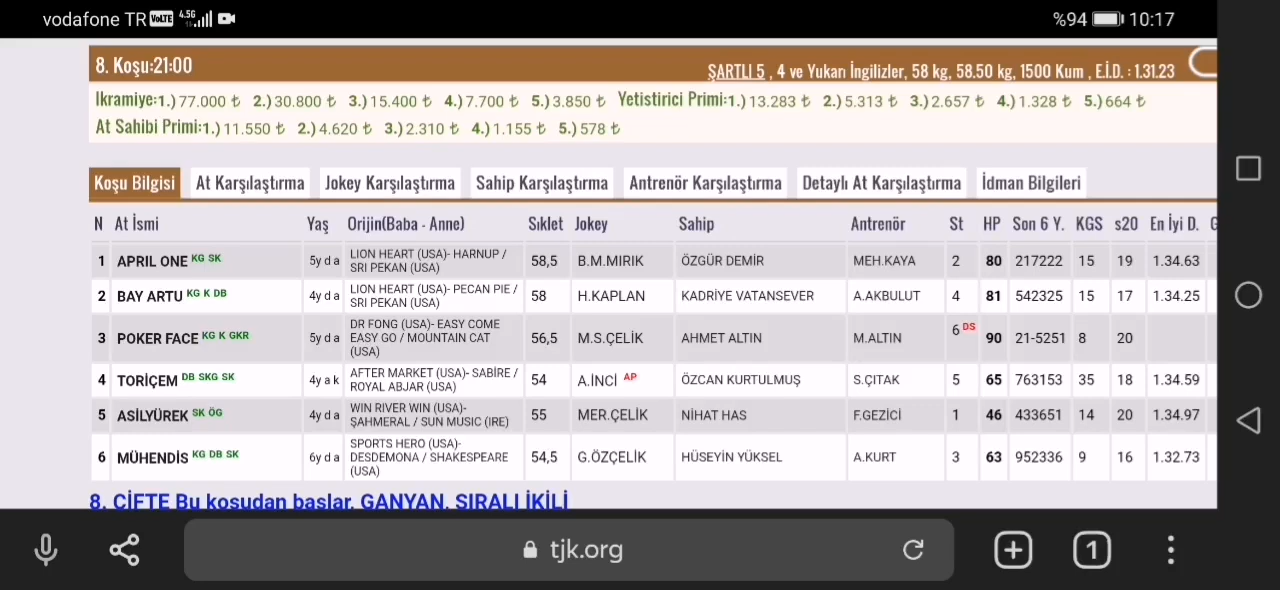 vodafone TR VoLTE 4.5G %94 10:17
8. Koşu:21:00
ŞARTLI 5 , 4 ve Yukarı İngilizler, 58 kg, 58.50 kg, 1500 Kum , E.İ.D. : 1.31.23
İkramiye:1.) 77.000 ₺ 2.) 30.800 ₺ 3.) 15.400 ₺ 4.) 7.700 ₺ 5.) 3.850 ₺ Yetistirici Primi:1.) 13.283 ₺ 2.) 5.313 ₺ 3.) 2.657 ₺ 4.) 1.328 ₺ 5.) 664 ₺
At Sahibi Primi:1.) 11.550 ₺ 2.) 4.620 ₺ 3.) 2.310 ₺ 4.) 1.155 ₺ 5.) 578 ₺
Koşu Bilgisi At Karşılaştırma Jokey Karşılaştırma Sahip Karşılaştırma Antrenör Karşılaştırma Detaylı At Karşılaştırma İdman Bilgileri
N At İsmi Yaş Orijin(Baba - Anne) Sıklet Jokey Sahip Antrenör St HP Son 6 Y. KGS s20 En İyi D. G
1 APRIL ONE KG SK 5y d a LION HEART (USA)- HARNUP / SRI PEKAN (USA) 58,5 B.M.MIRIK ÖZGÜR DEMİR MEH.KAYA 2 80 217222 15 19 1.34.63
2 BAY ARTU KG K DB 4y d a LION HEART (USA)- PECAN PIE / SRI PEKAN (USA) 58 H.KAPLAN KADRİYE VATANSEVER A.AKBULUT 4 81 542325 15 17 1.34.25
3 POKER FACE KG K GKR 5y d a DR FONG (USA)- EASY COME EASY GO / MOUNTAIN CAT (USA) 56,5 M.S.ÇELİK AHMET ALTIN M.ALTIN 6 DS 90 21-5251 8 20
4 TORİÇEM DB SKG SK 4y a k AFTER MARKET (USA)- SABİRE / ROYAL ABJAR (USA) 54 A.İNCİ AP ÖZCAN KURTULMUŞ S.ÇITAK 5 65 763153 35 18 1.34.59
5 ASİLYÜREK SK ÖG 4y d a WIN RIVER WIN (USA)- ŞAHMERAL / SUN MUSIC (IRE) 55 MER.ÇELİK NİHAT HAS F.GEZİCİ 1 46 433651 14 20 1.34.97
6 MÜHENDİS KG DB SK 6y d a SPORTS HERO (USA)- DESDEMONA / SHAKESPEARE (USA) 54,5 G.ÖZÇELİK HÜSEYİN YÜKSEL A.KURT 3 63 952336 9 16 1.32.73
8. ÇİFTE Bu koşudan başlar, GANYAN, SIRALI İKİLİ
tjk.org 1